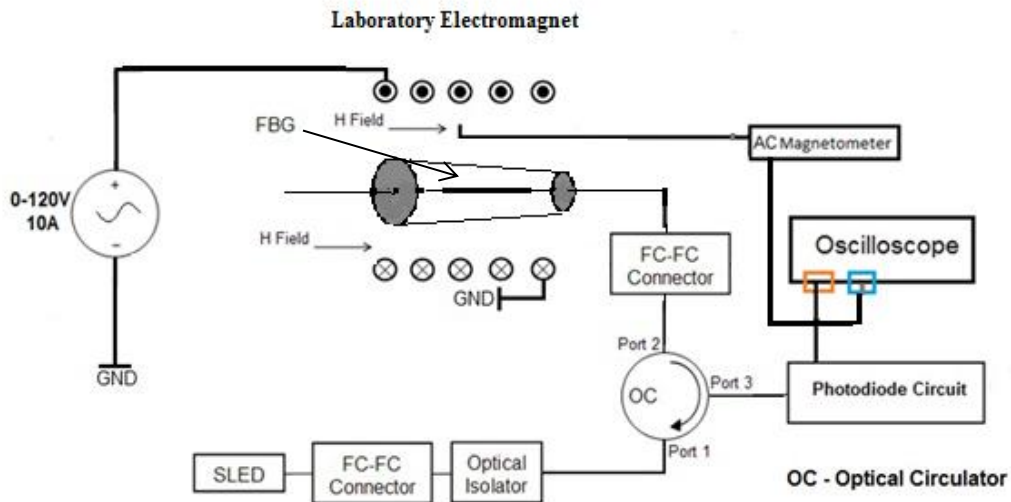 Laboratory Electromagnet
H Field
FBG
AC Magnetometer
+
0-120V
10A
−
H Field
GND
FC-FC
Connector
Oscilloscope
GND
Port 2
OC
Port 3
Port 1
Photodiode Circuit
SLED
FC-FC
Connector
Optical
Isolator
OC - Optical Circulator